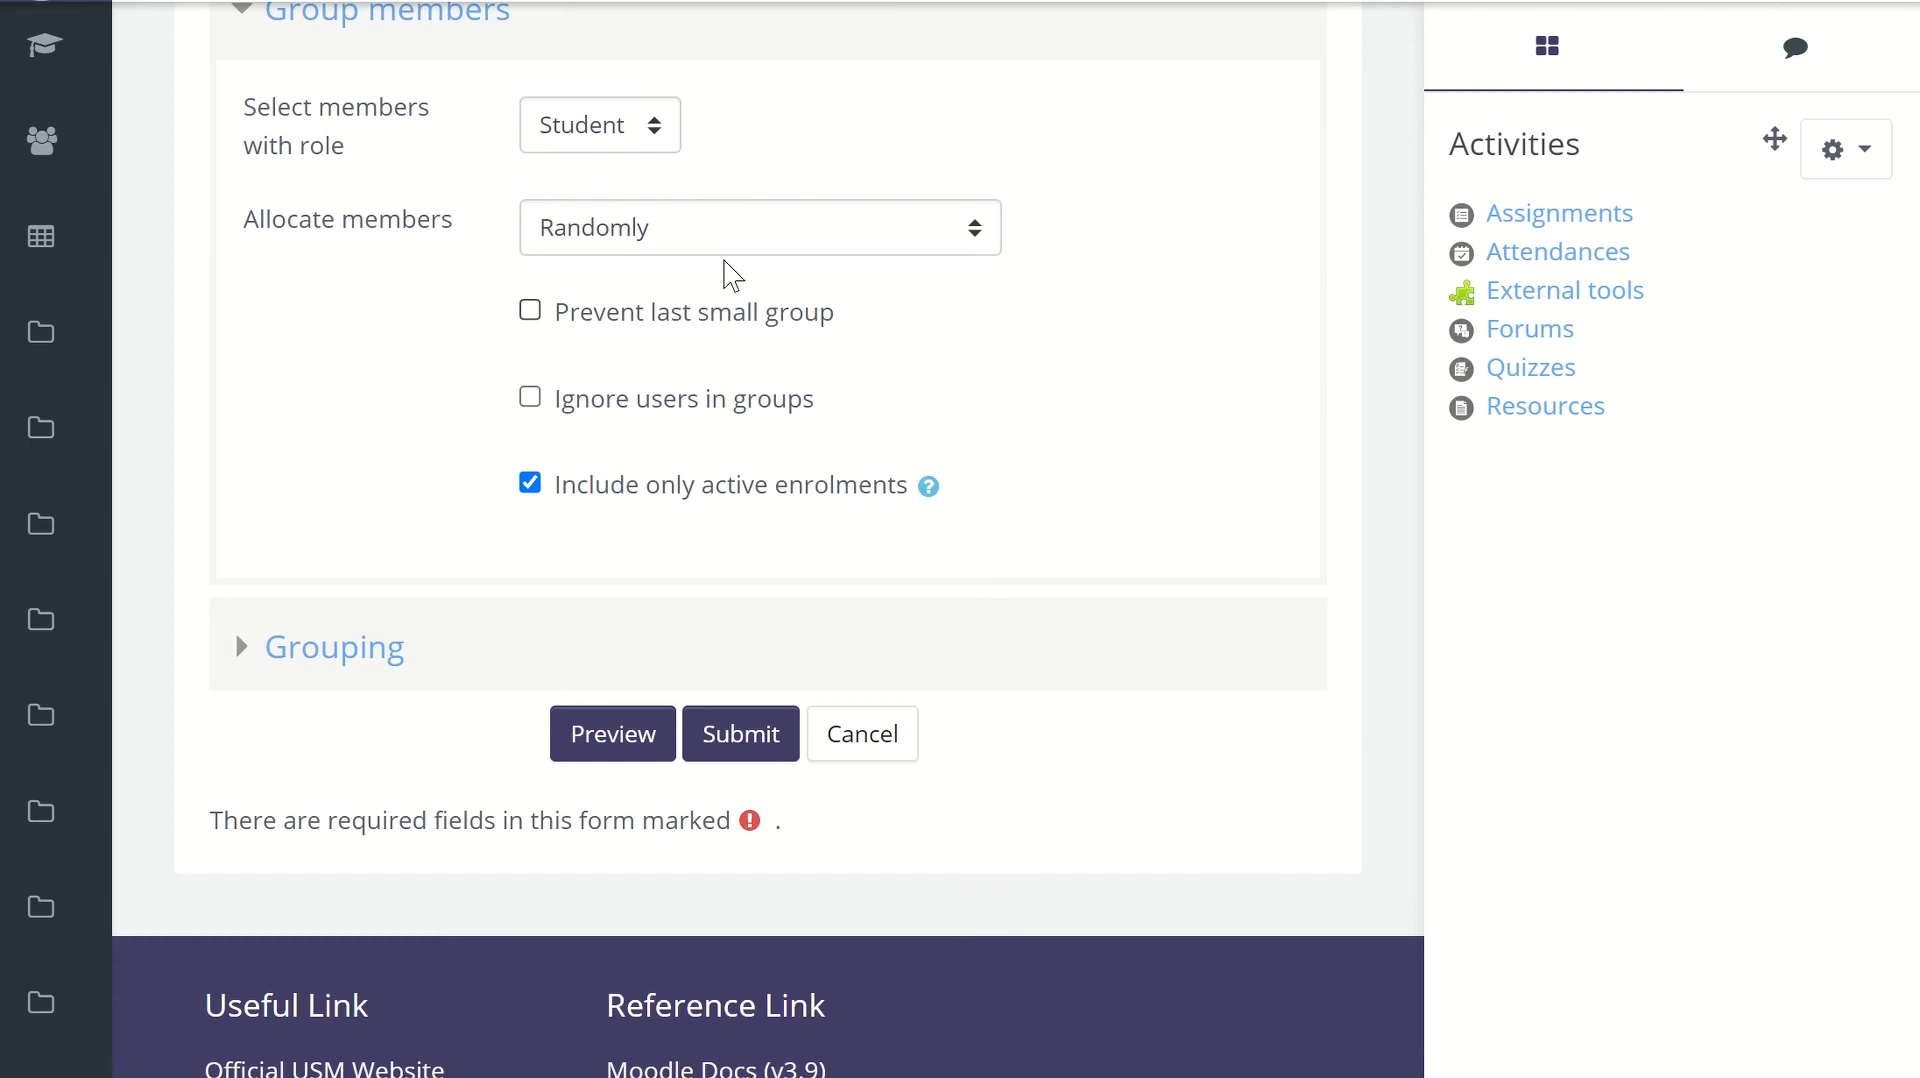 Group members
Select members
with role
Student
Allocate members
Randomly
Prevent last small group
Ignore users in groups
Include only active enrolments
Grouping
Preview
Submit
Cancel
There are required fields in this form marked .
Activities
Assignments
Attendances
External tools
Forums
Quizzes
Resources
Useful Link
Reference Link
Official USM Website
Moodle Docs (v3.9)